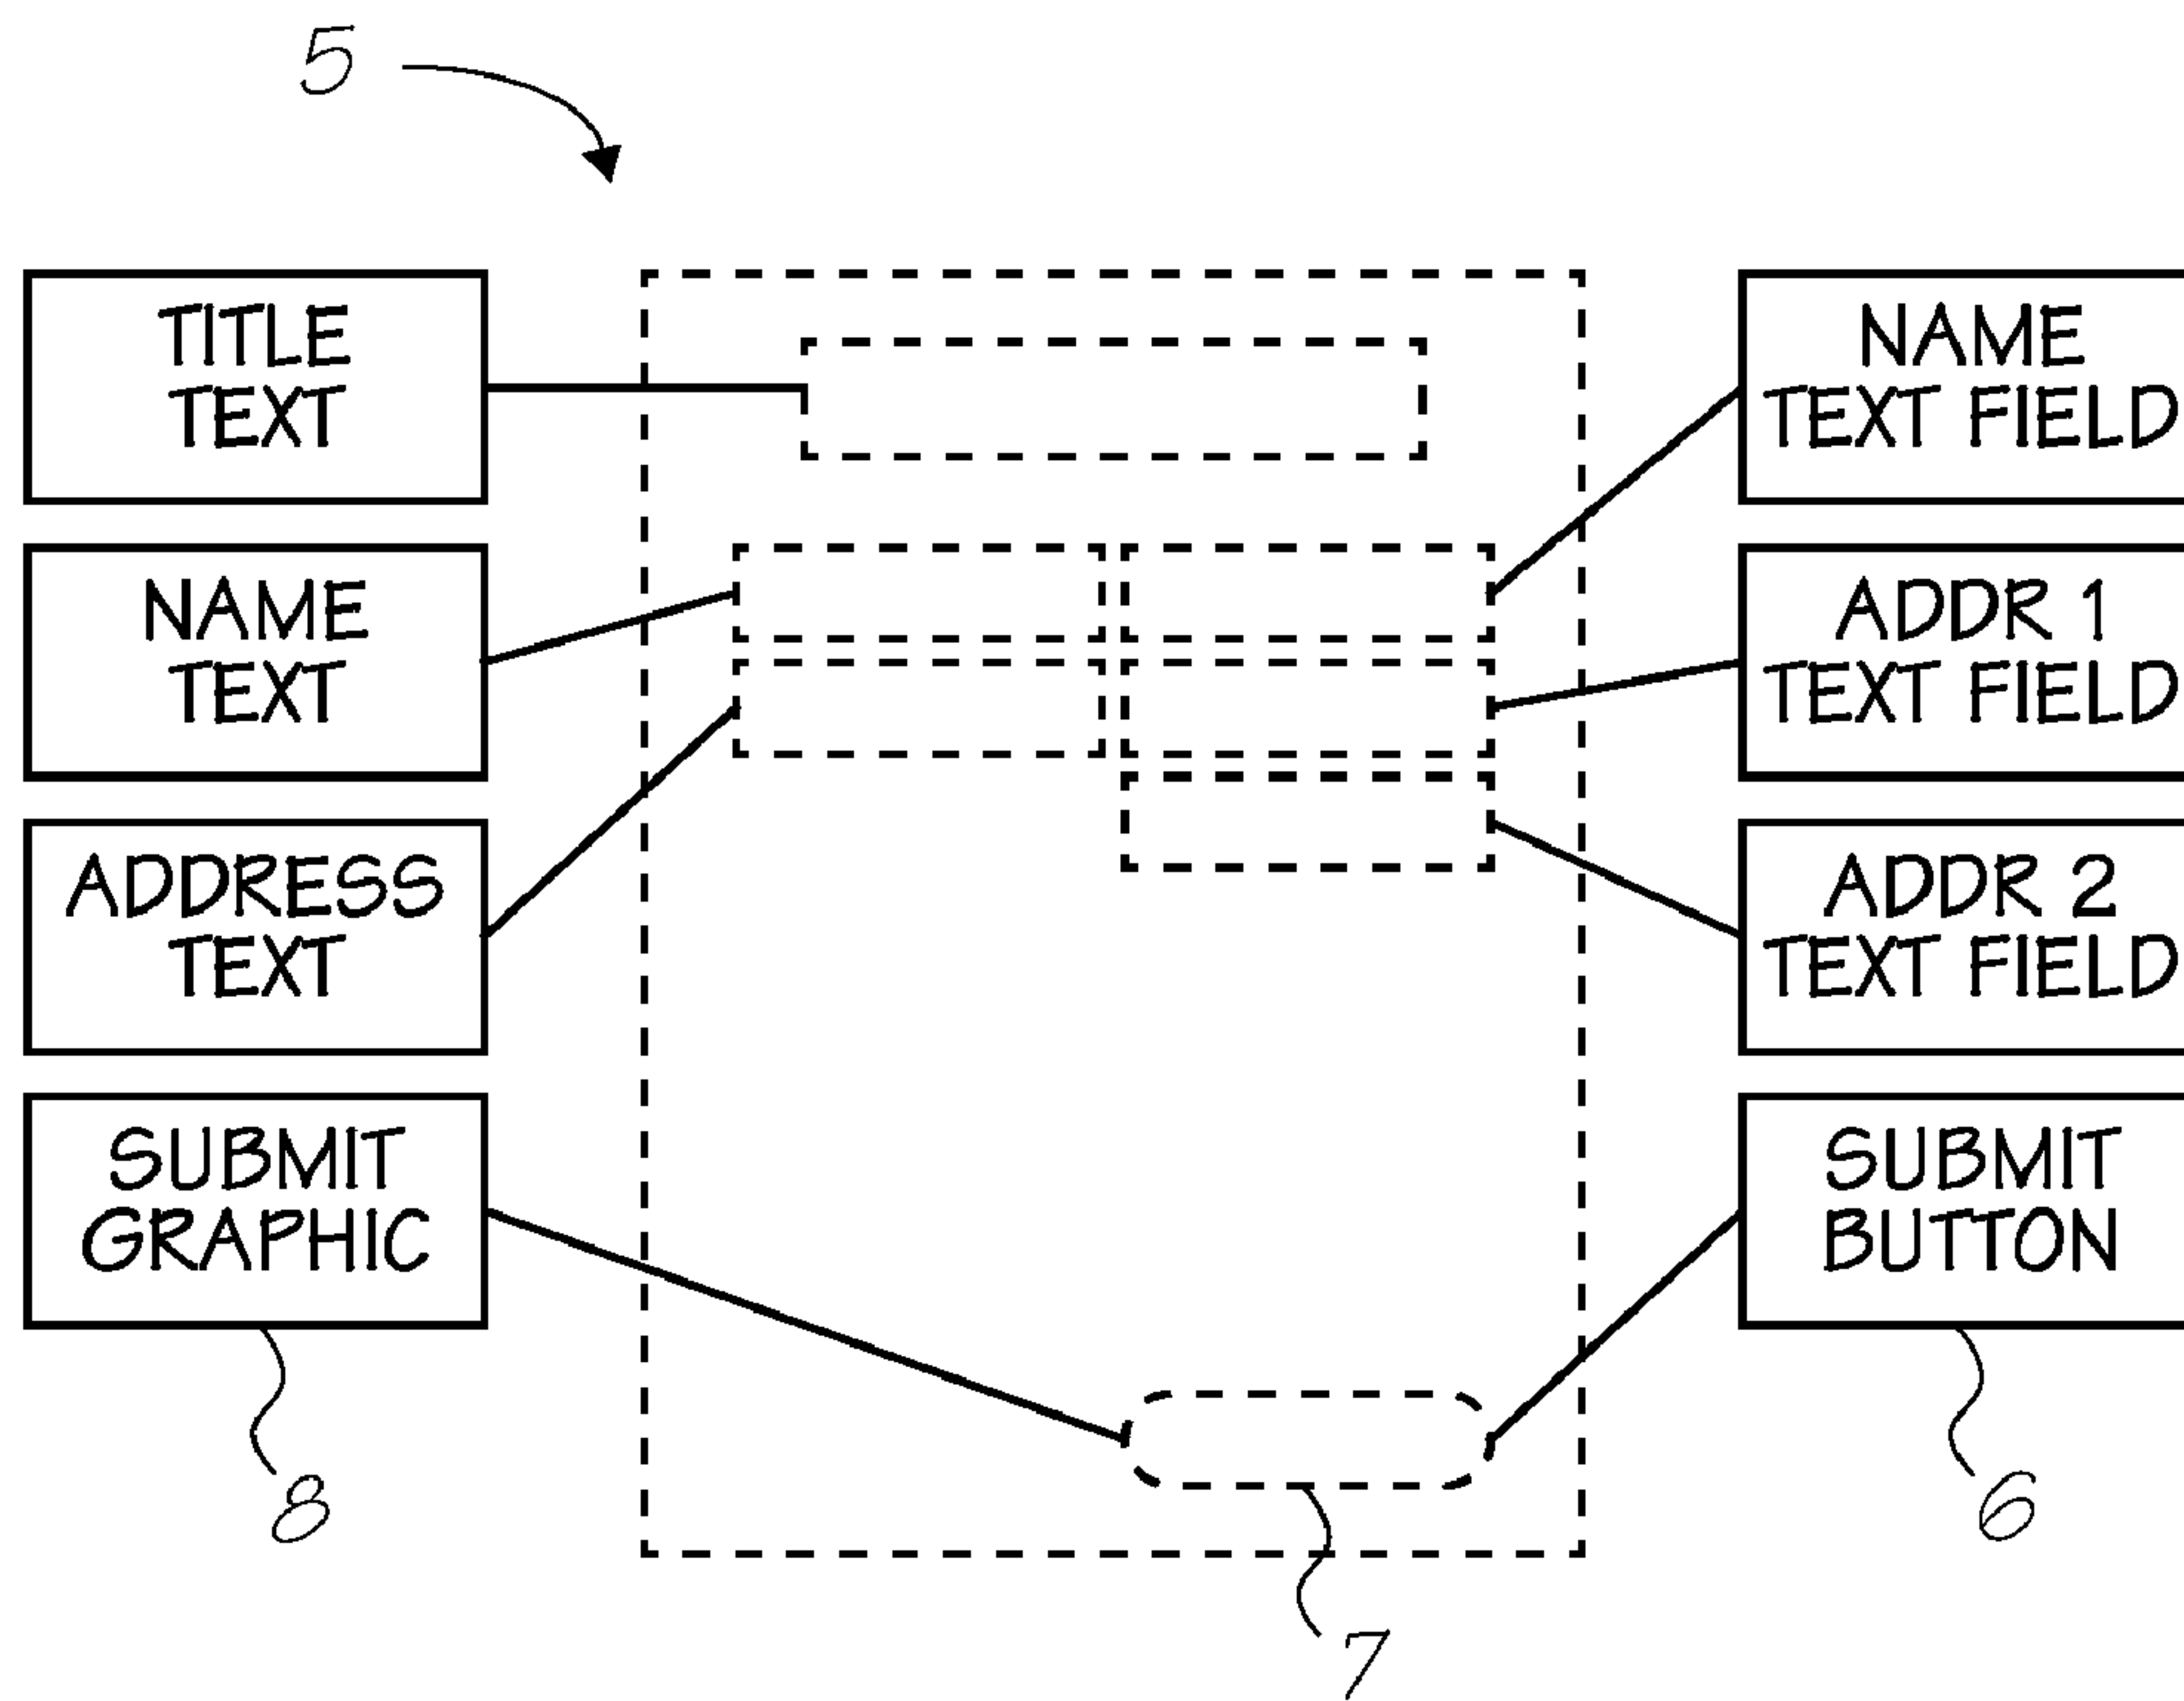 5
TITLE
TEXT
NAME
TEXT
ADDRESS
TEXT
SUBMIT
GRAPHIC
8
7
NAME
TEXT FIELD
ADDR 1
TEXT FIELD
ADDR 2
TEXT FIELD
SUBMIT
BUTTON
6